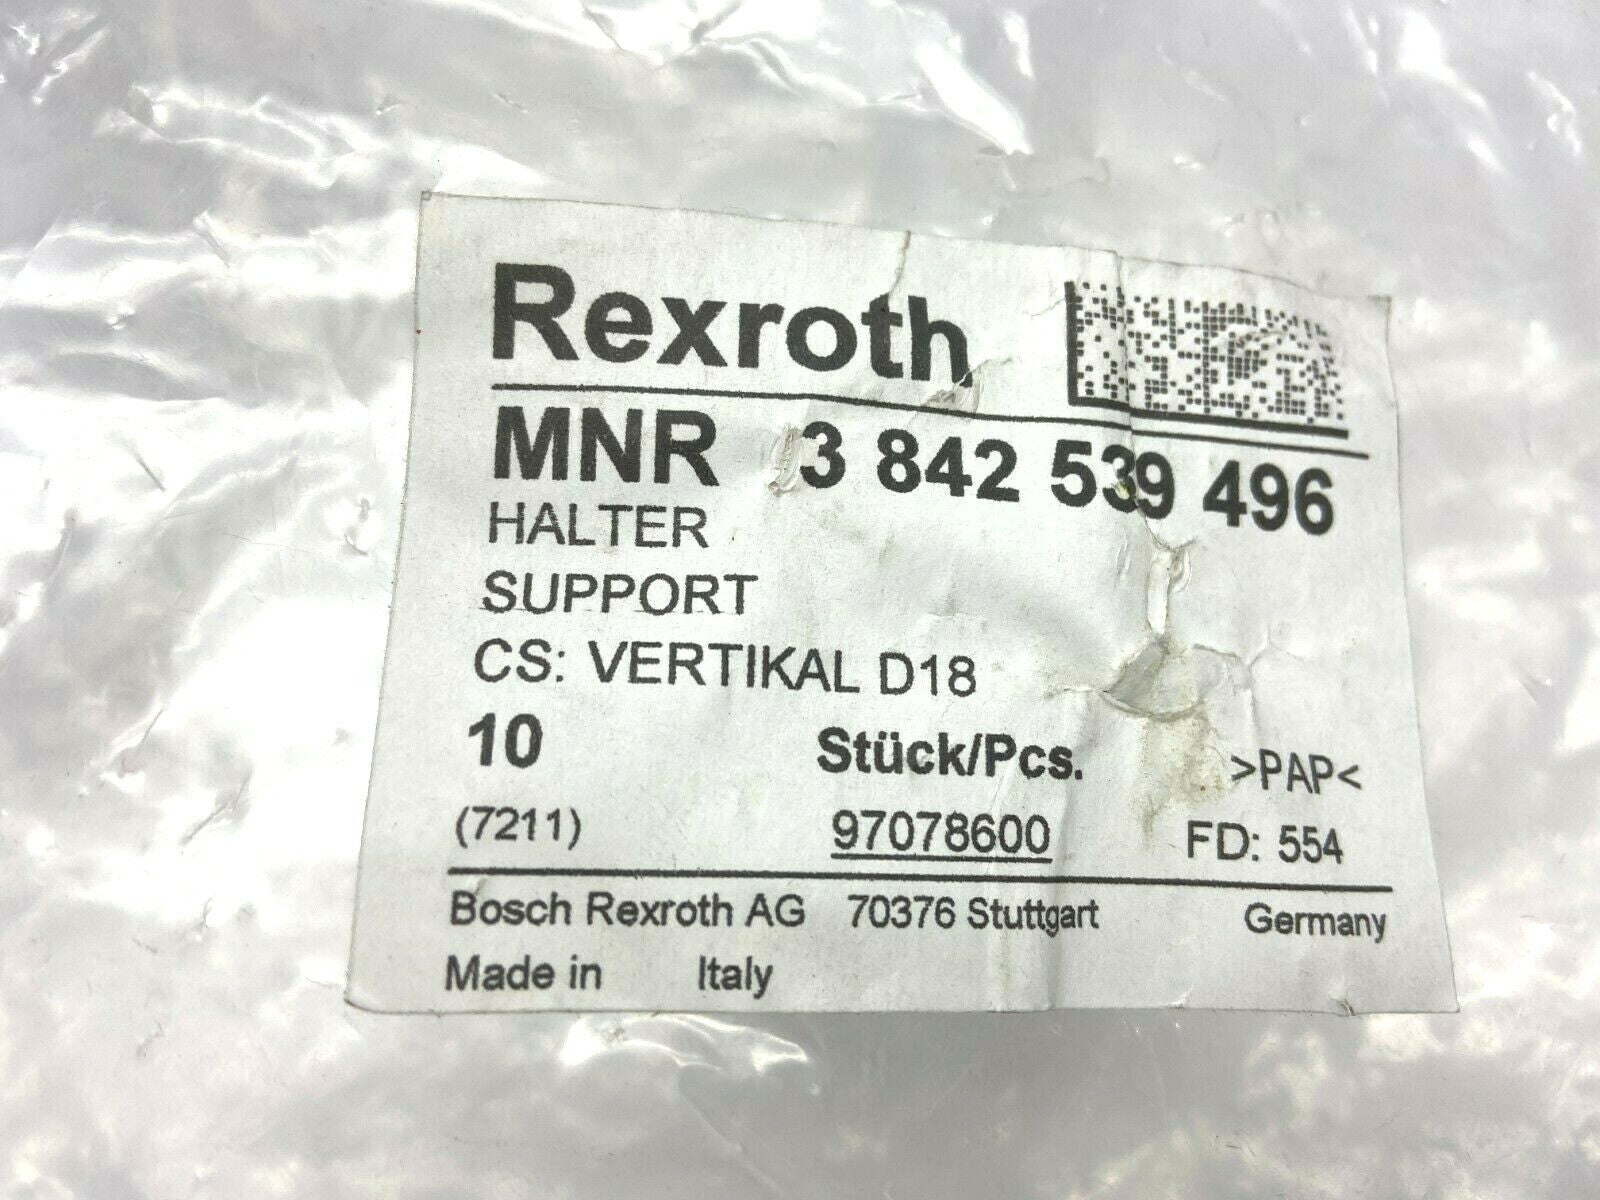 Rexroth
MNR 3 842 539 496
HALTER
SUPPORT
CS: VERTIKAL D18
10 Stück/Pcs. >PAP<
(7211) 97078600 FD: 554
Bosch Rexroth AG 70376 Stuttgart Germany
Made in Italy